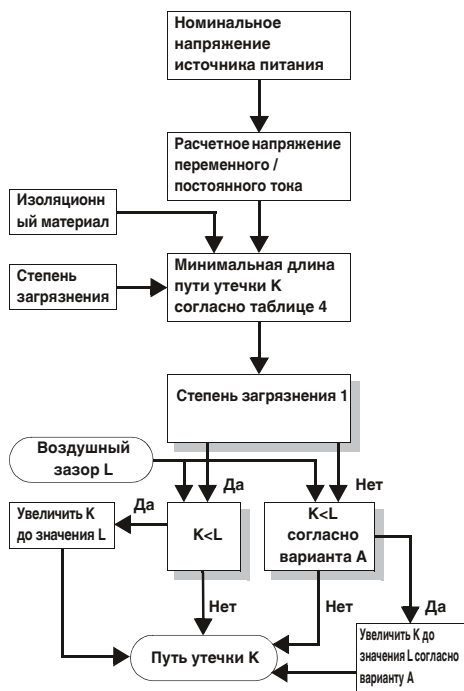 Номинальное
напряжение
источника питания
Расчетное напряжение
переменного /
постоянного тока
Изоляционн
ый материал
Степень
загрязнения
Минимальная длина
пути утечки K
согласно таблице 4
Степень загрязнения 1
Воздушный
зазор L
Да
Нет
Увеличить K
до значения L
Да
K<L
K<L
согласно
варианта A
Нет
Нет
Да
Путь утечки K
Увеличить K до
значения L согласно
варианту A